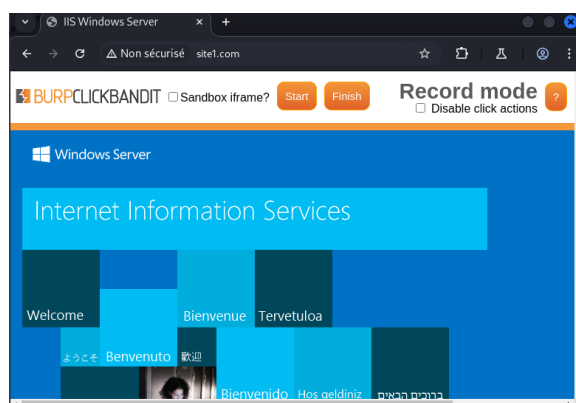 IIS Windows Server
Non sécurisé site1.com
BURPCLICKBANDIT Sandbox iframe? Start Finish Record mode ?
Disable click actions
Windows Server
Internet Information Services
Welcome Bienvenue Tervetuloa
ようこそ Benvenuto 歡迎
Bienvenido Hos geldiniz ברוכים הבאים